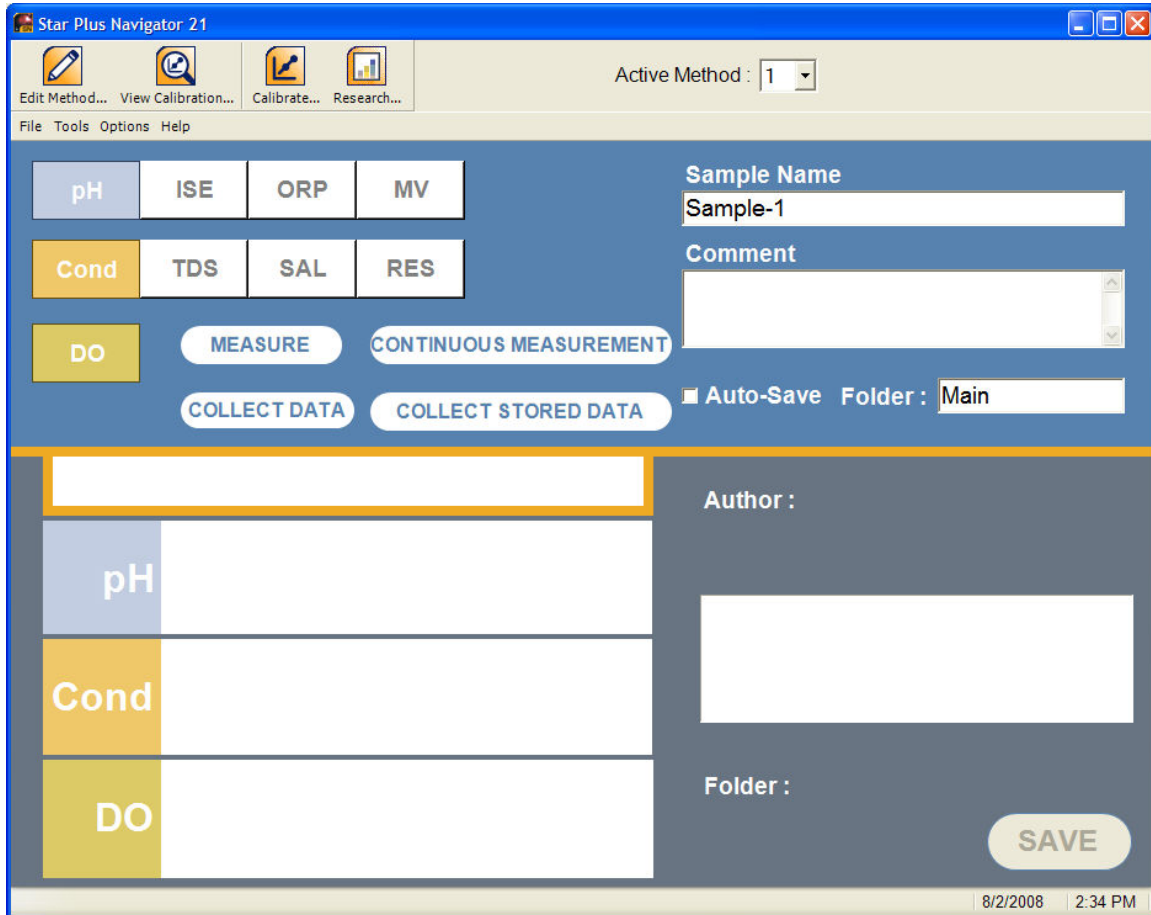 Star Plus Navigator 21
Edit Method... View Calibration... Calibrate... Research...
Active Method : 1
File Tools Options Help
pH ISE ORP MV
Cond TDS SAL RES
DO
MEASURE CONTINUOUS MEASUREMENT
COLLECT DATA COLLECT STORED DATA
Sample Name
Sample-1
Comment
Auto-Save Folder : Main
pH
Cond
DO
Author :
Folder :
SAVE
8/2/2008 2:34 PM